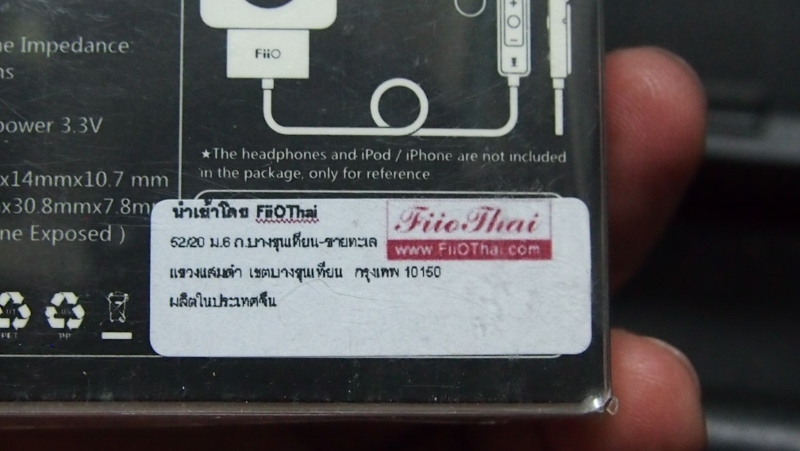 FiiO
ne Impedance
ns
power 3.3V
x14mmx10.7 mm
x30.8mmx7.8mm
ne Exposed )
★The headphones and iPod / iPhone are not included
in the package, only for reference
นำเข้าโดย FiiOThai
FiioThai
www.FiiOThai.com
52/20 ม.6 ถ.บางขุนเทียน-ชายทะเล
แขวงแสมดำ เขตบางขุนเทียน กรุงเทพ 10150
ผลิตในประเทศจีน